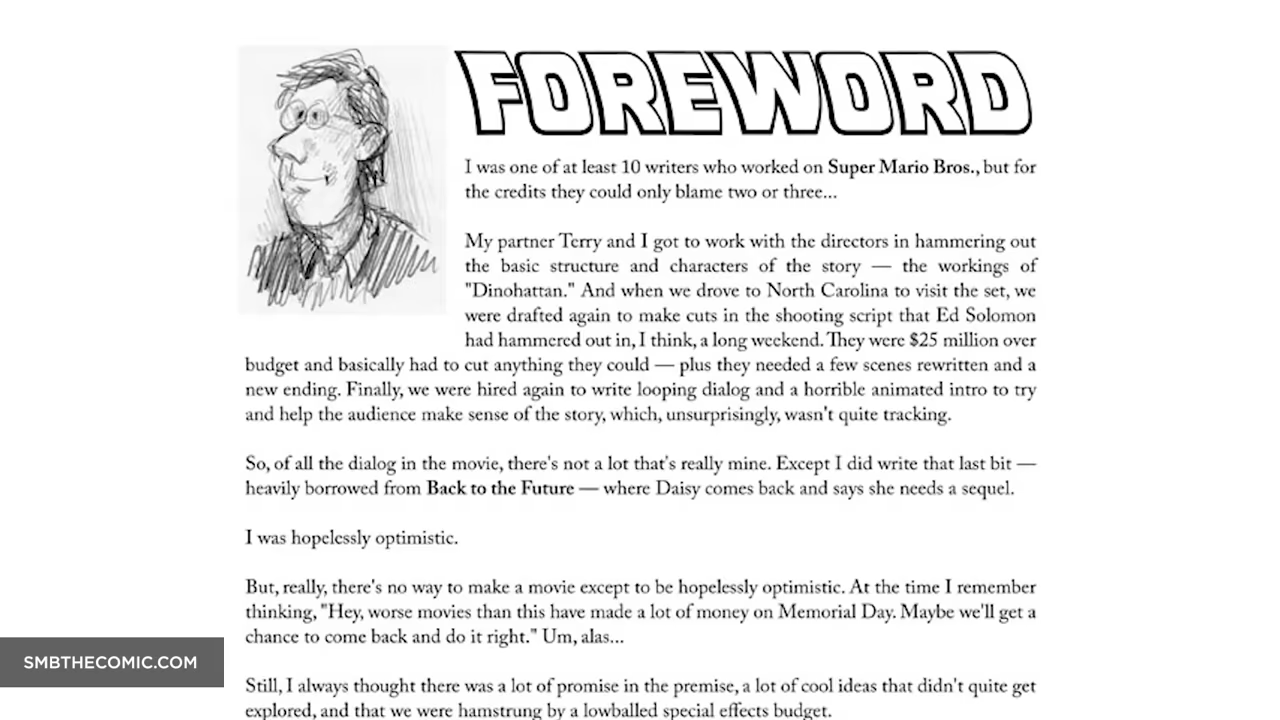 FOREWORD
I was one of at least 10 writers who worked on Super Mario Bros., but for
the credits they could only blame two or three...
My partner Terry and I got to work with the directors in hammering out
the basic structure and characters of the story — the workings of
"Dinohattan." And when we drove to North Carolina to visit the set, we
were drafted again to make cuts in the shooting script that Ed Solomon
had hammered out in, I think, a long weekend. They were $25 million over
budget and basically had to cut anything they could — plus they needed a few scenes rewritten and a
new ending. Finally, we were hired again to write looping dialog and a horrible animated intro to try
and help the audience make sense of the story, which, unsurprisingly, wasn't quite tracking.
So, of all the dialog in the movie, there's not a lot that's really mine. Except I did write that last bit —
heavily borrowed from Back to the Future — where Daisy comes back and says she needs a sequel.
I was hopelessly optimistic.
But, really, there's no way to make a movie except to be hopelessly optimistic. At the time I remember
thinking, "Hey, worse movies than this have made a lot of money on Memorial Day. Maybe we'll get a
chance to come back and do it right." Um, alas...
Still, I always thought there was a lot of promise in the premise, a lot of cool ideas that didn't quite get
explored, and that we were hamstrung by a lowballed special effects budget.
SMBTHECOMIC.COM